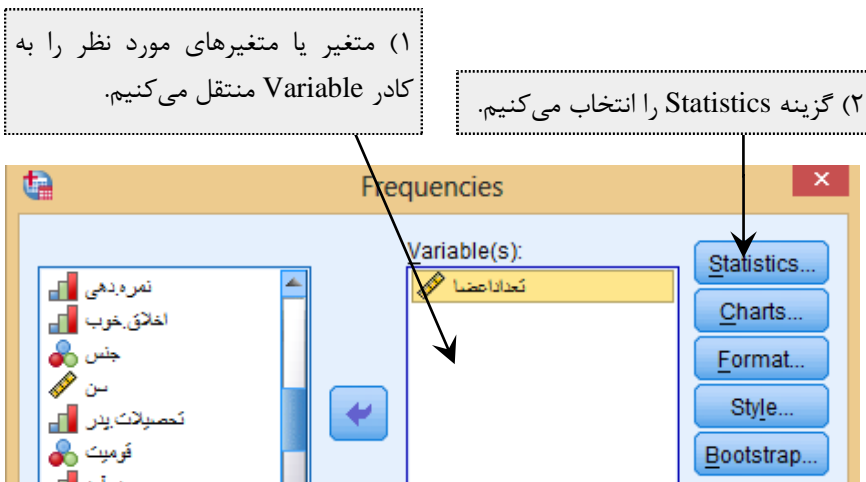 ۱) متغیر یا متغیرهای مورد نظر را به
کادر Variable منتقل می‌کنیم.
۲) گزینه Statistics را انتخاب می‌کنیم.
Frequencies
Variable(s):
تعداداعضا
نمره.دهی
اخلاق.خوب
جنس
سن
تحصیلات.پدر
قومیت
Statistics...
Charts...
Format...
Style...
Bootstrap...